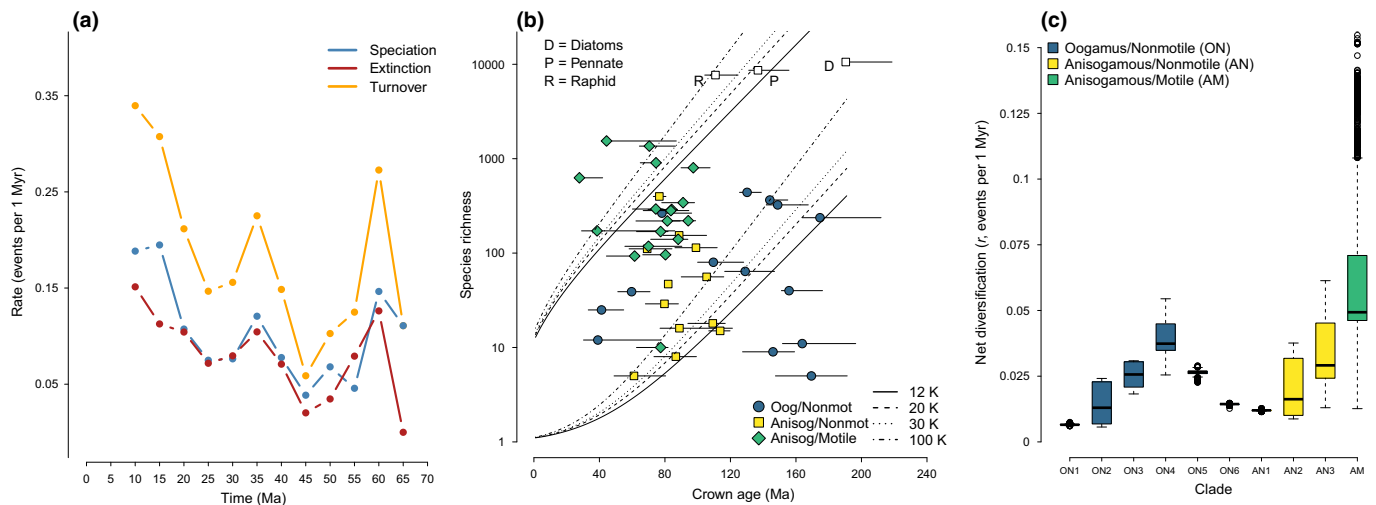 (a)
Speciation
Extinction
Turnover
Rate (events per 1 Myr)
0.35
0.25
0.15
0.05
0 5 10 15 20 25 30 35 40 45 50 55 60 65 70
Time (Ma)
(b)
D = Diatoms
P = Pennate
R = Raphid
R
P
D
Species richness
10000
1000
100
10
1
Oog/Nonmot
Anisog/Nonmot
Anisog/Motile
12 K
20 K
30 K
100 K
0 40 80 120 160 200 240
Crown age (Ma)
(c)
Oogamus/Nonmotile (ON)
Anisogamous/Nonmotile (AN)
Anisogamous/Motile (AM)
Net diversification (r, events per 1 Myr)
0.15
0.125
0.1
0.075
0.05
0.025
0
ON1 ON2 ON3 ON4 ON5 ON6 AN1 AN2 AN3 AM
Clade